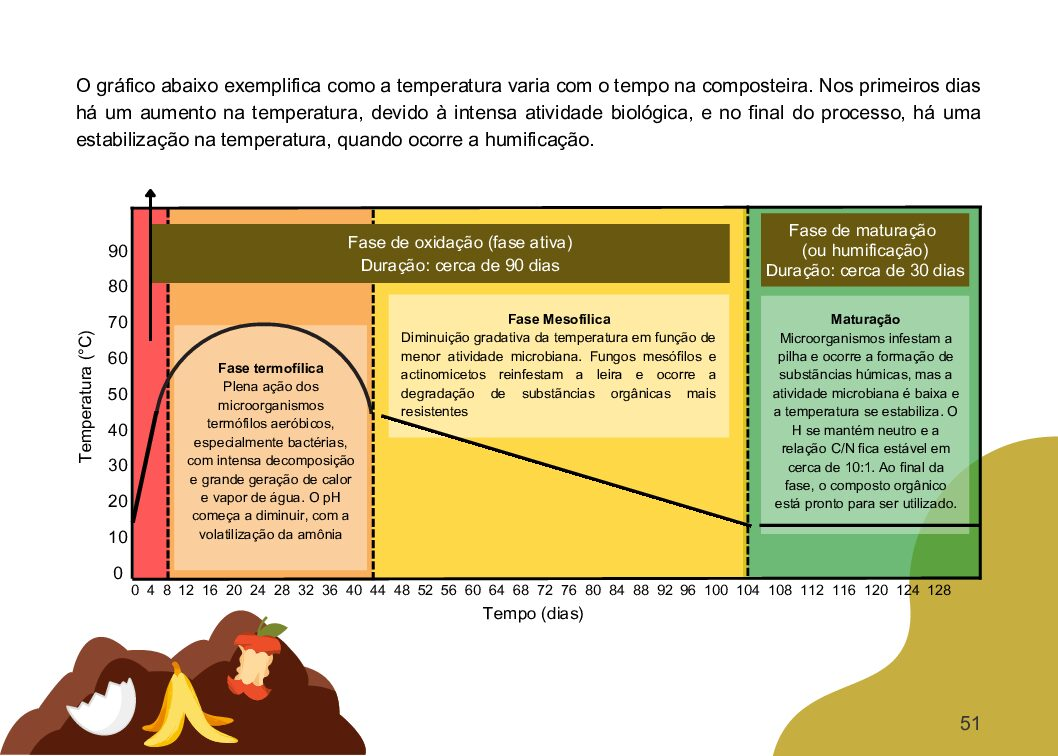 O gráfico abaixo exemplifica como a temperatura varia com o tempo na composteira. Nos primeiros dias
há um aumento na temperatura, devido à intensa atividade biológica, e no final do processo, há uma
estabilização na temperatura, quando ocorre a humificação.
Fase de oxidação (fase ativa)
Duração: cerca de 90 dias
Fase de maturação
(ou humificação)
Duração: cerca de 30 dias
Temperatura (°C)
90
80
70
60
50
40
30
20
10
0
Fase termofílica
Plena ação dos
microorganismos
termófilos aeróbicos,
especialmente bactérias,
com intensa decomposição
e grande geração de calor
e vapor de água. O pH
começa a diminuir, com a
volatilização da amônia
Fase Mesofílica
Diminuição gradativa da temperatura em função de
menor atividade microbiana. Fungos mesófilos e
actinomicetos reinfestam a leira e ocorre a
degradação de substâncias orgânicas mais
resistentes
Maturação
Microorganismos infestam a
pilha e ocorre a formação de
substâncias húmicas, mas a
atividade microbiana é baixa e
a temperatura se estabiliza. O
H se mantém neutro e a
relação C/N fica estável em
cerca de 10:1. Ao final da
fase, o composto orgânico
está pronto para ser utilizado.
0 4 8 12 16 20 24 28 32 36 40 44 48 52 56 60 64 68 72 76 80 84 88 92 96 100 104 108 112 116 120 124 128
Tempo (dias)
51